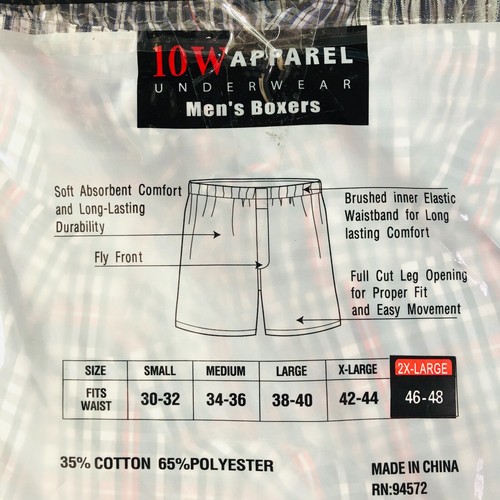 10W APPAREL
UNDERWEAR
Men's Boxers
Soft Absorbent Comfort
and Long-Lasting
Durability
Fly Front
Brushed inner Elastic
Waistband for Long
lasting Comfort
Full Cut Leg Opening
for Proper Fit
and Easy Movement
SIZE SMALL MEDIUM LARGE X-LARGE 2X-LARGE
FITS WAIST 30-32 34-36 38-40 42-44 46-48
35% COTTON 65%POLYESTER
MADE IN CHINA
RN:94572